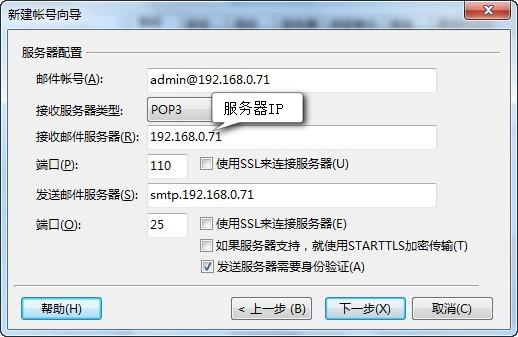 新建帐号向导
服务器配置
邮件帐号(A): admin@192.168.0.71
接收服务器类型: POP3
服务器IP
接收邮件服务器(R): 192.168.0.71
端口(P): 110 使用SSL来连接服务器(U)
发送邮件服务器(S): smtp.192.168.0.71
端口(O): 25 使用SSL来连接服务器(E)
如果服务器支持，就使用STARTTLS加密传输(T)
发送服务器需要身份验证(A)
帮助(H) < 上一步 (B) 下一步(X) 取消(C)